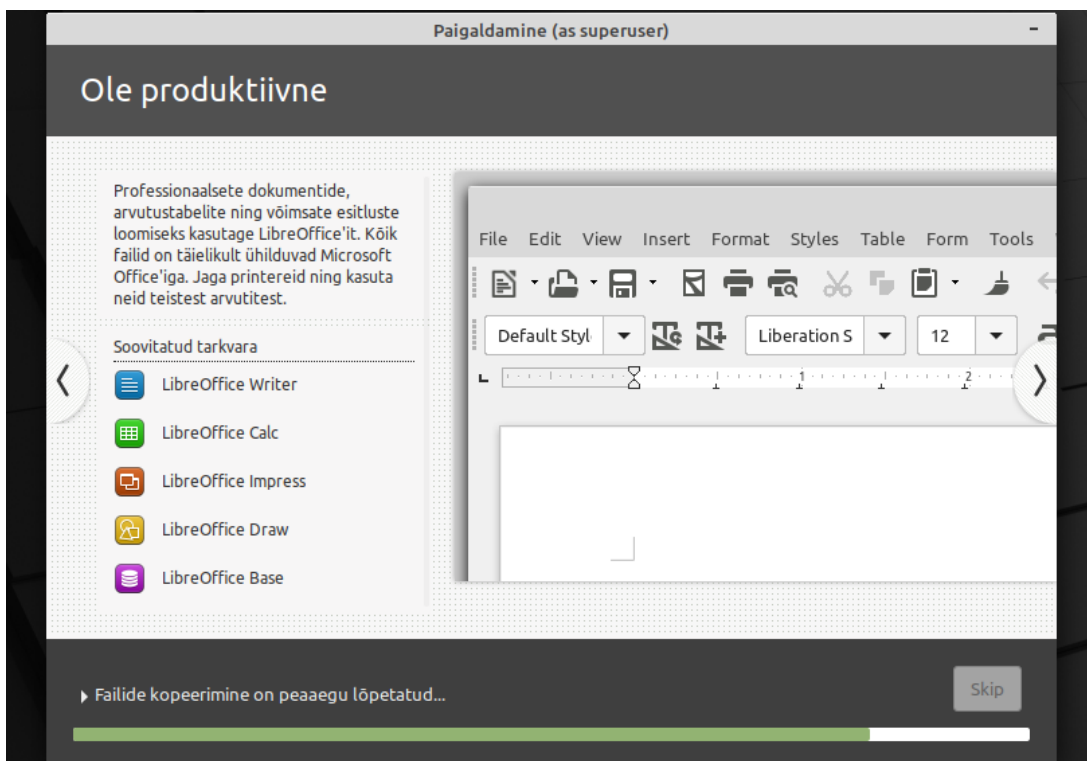 Paigaldamine (as superuser)
Ole produktiivne
Professionaalsete dokumentide,
arvutustabelite ning võimsate esitluste
loomiseks kasutage LibreOffice'it. Kõik
failid on täielikult ühilduvad Microsoft
Office'iga. Jaga printereid ning kasuta
neid teistest arvutitest.
Soovitatud tarkvara
LibreOffice Writer
LibreOffice Calc
LibreOffice Impress
LibreOffice Draw
LibreOffice Base
File Edit View Insert Format Styles Table Form Tools
Default Styl Liberation S 12
1 2
Failide kopeerimine on peaaegu lõpetatud...
Skip